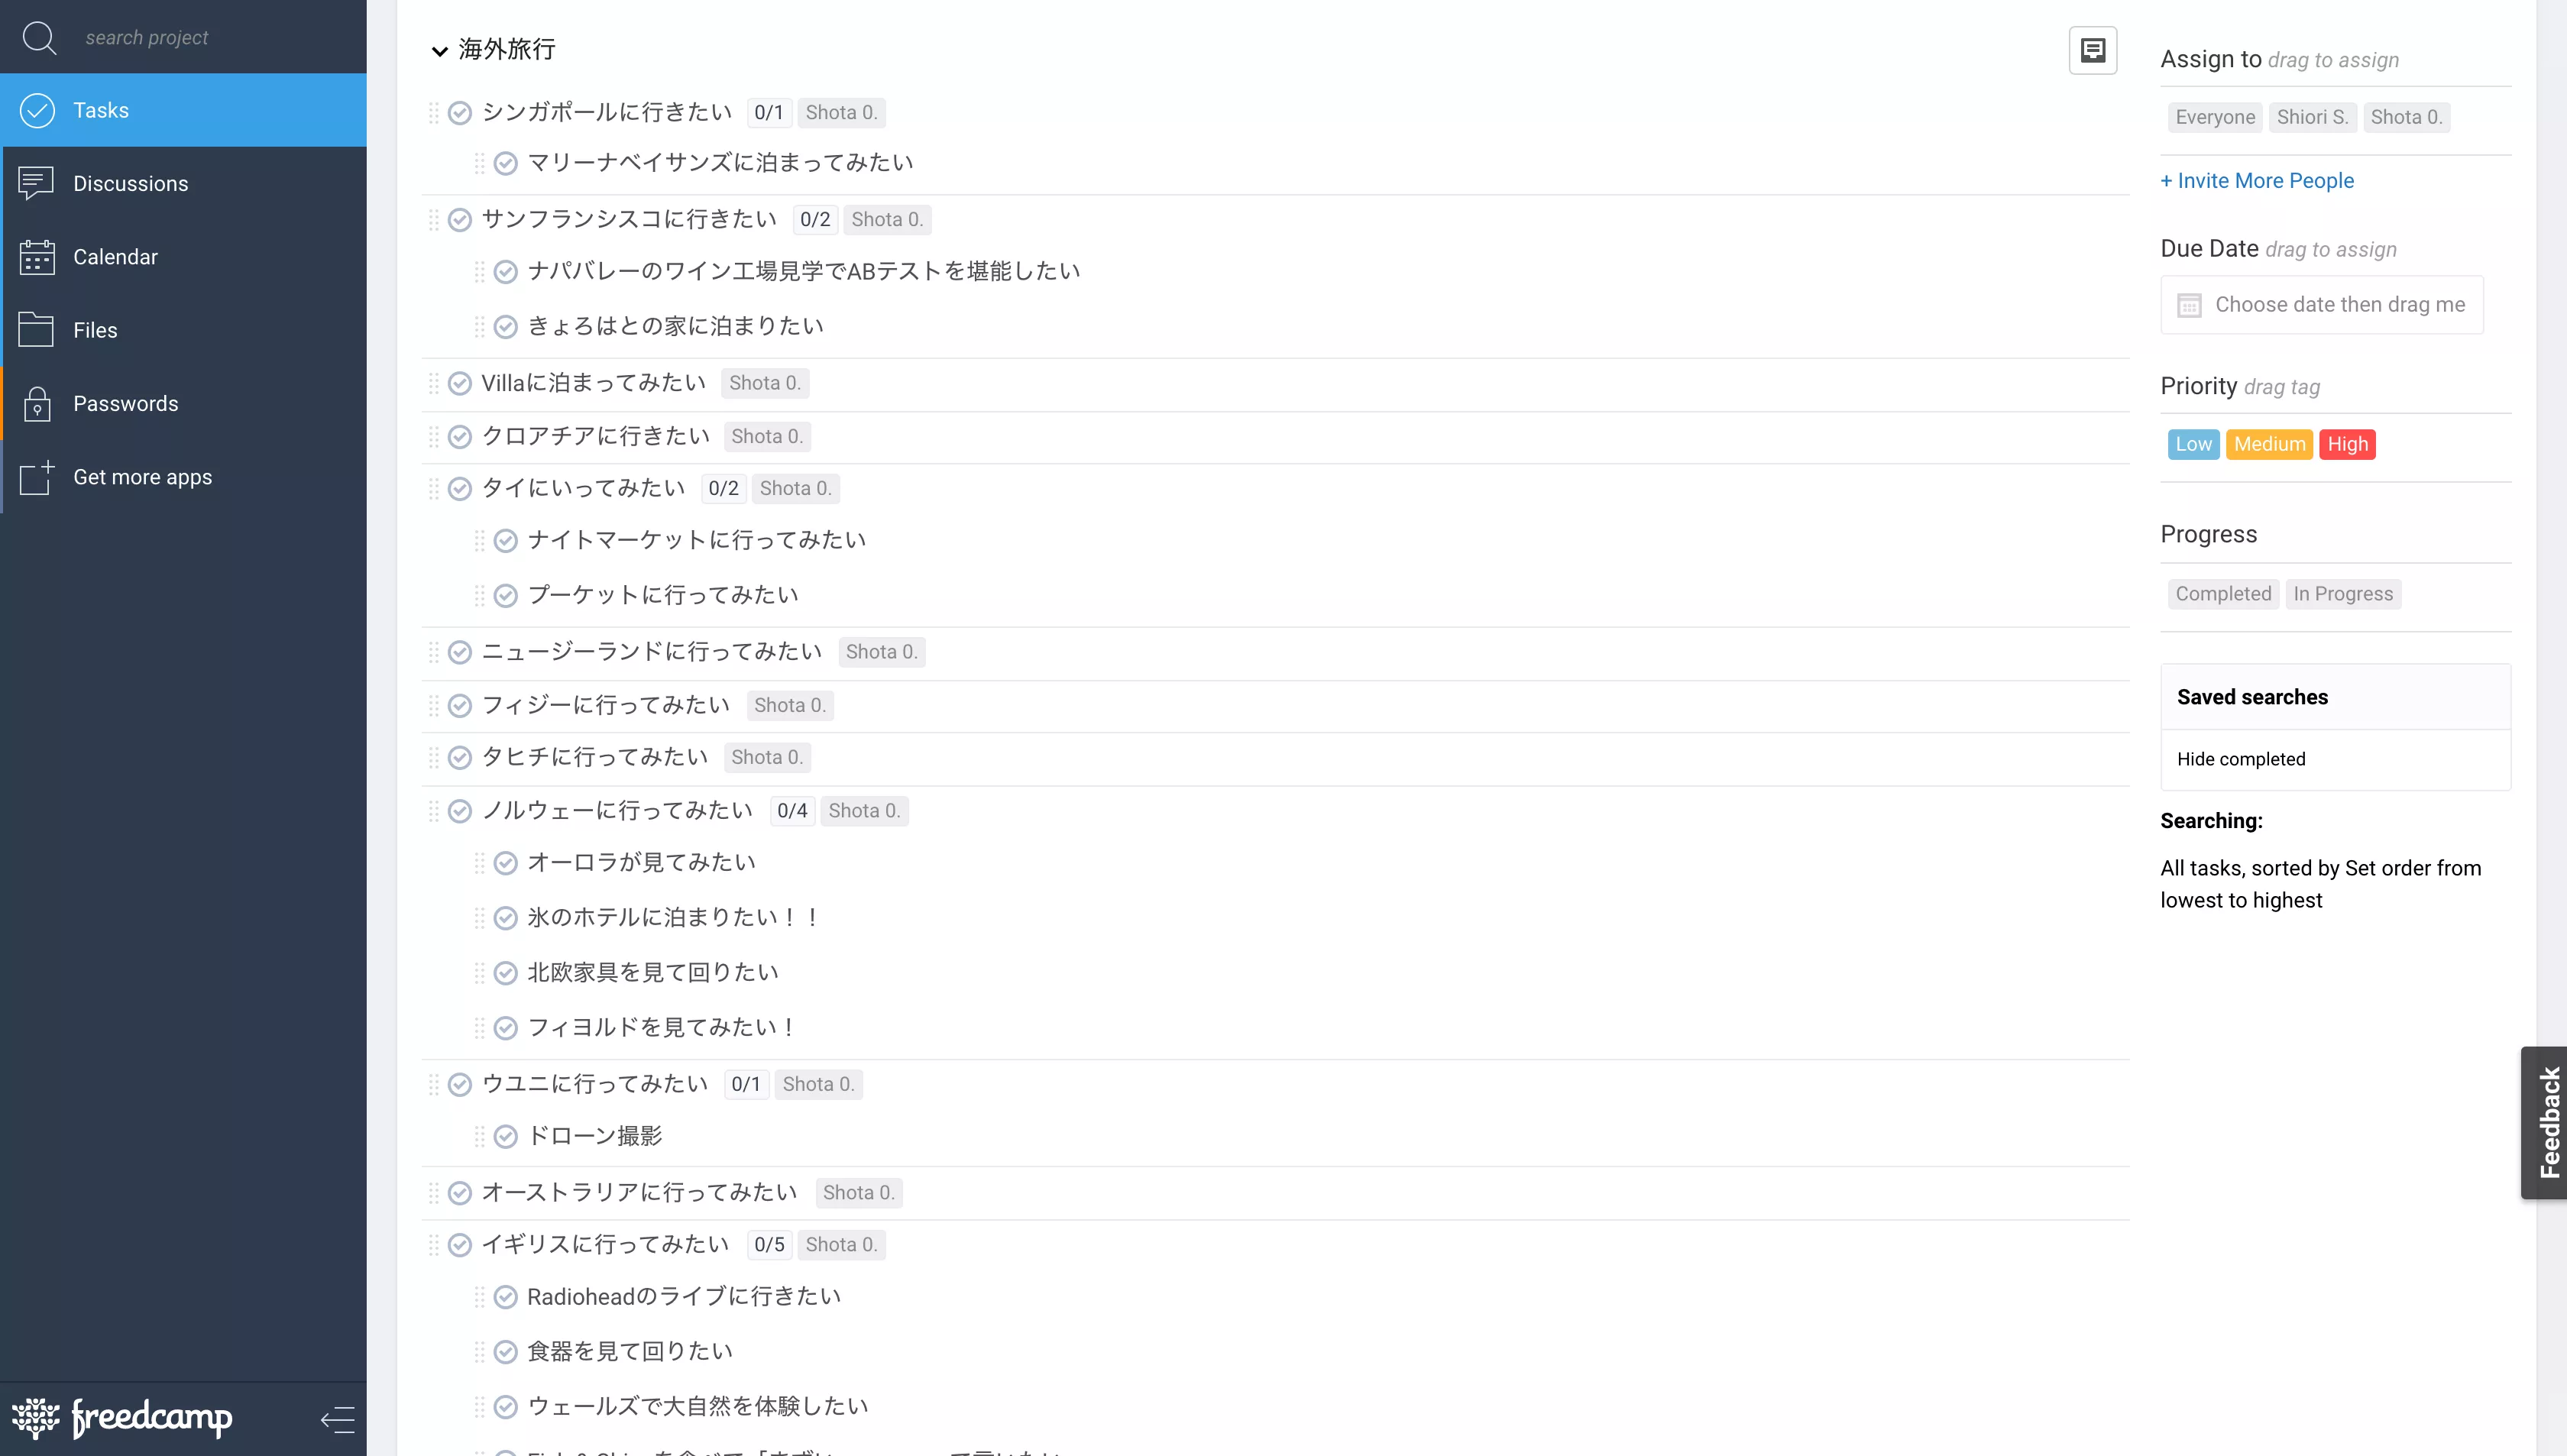 search project
Tasks
Discussions
Calendar
Files
Passwords
Get more apps
freedcamp
海外旅行
シンガポールに行きたい 0/1 Shota O.
マリーナベイサンズに泊まってみたい
サンフランシスコに行きたい 0/2 Shota O.
ナパバレーのワイン工場見学でABテストを堪能したい
きょろはとの家に泊まりたい
Villaに泊まってみたい Shota O.
クロアチアに行きたい Shota O.
タイにいってみたい 0/2 Shota O.
ナイトマーケットに行ってみたい
プーケットに行ってみたい
ニュージーランドに行ってみたい Shota O.
フィジーに行ってみたい Shota O.
タヒチに行ってみたい Shota O.
ノルウェーに行ってみたい 0/4 Shota O.
オーロラが見てみたい
氷のホテルに泊まりたい！！
北欧家具を見て回りたい
フィヨルドを見てみたい！
ウユニに行ってみたい 0/1 Shota O.
ドローン撮影
オーストラリアに行ってみたい Shota O.
イギリスに行ってみたい 0/5 Shota O.
Radioheadのライブに行きたい
食器を見て回りたい
ウェールズで大自然を体験したい
Assign to drag to assign
Everyone Shiori S. Shota O.
+ Invite More People
Due Date drag to assign
Choose date then drag me
Priority drag tag
Low Medium High
Progress
Completed In Progress
Saved searches
Hide completed
Searching:
All tasks, sorted by Set order from
lowest to highest
Feedback